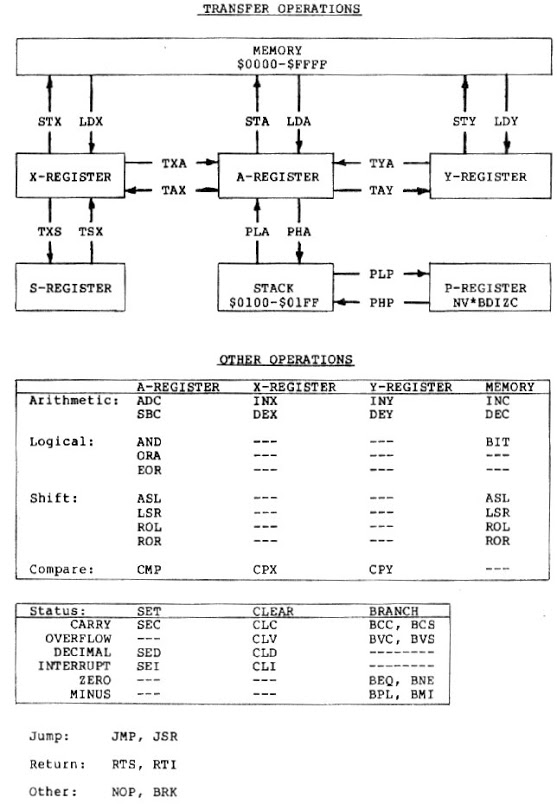 TRANSFER OPERATIONS
MEMORY
$0000-$FFFF
STX LDX STA LDA STY LDY
X-REGISTER TXA A-REGISTER TYA Y-REGISTER
TAX TAY
TXS TSX PLA PHA
S-REGISTER STACK PLP P-REGISTER
$0100-$01FF PHP NV*BDIZC
OTHER OPERATIONS
A-REGISTER X-REGISTER Y-REGISTER MEMORY
Arithmetic: ADC INX INY INC
SBC DEX DEY DEC
Logical: AND --- --- BIT
ORA --- --- ---
EOR --- --- ---
Shift: ASL --- --- ASL
LSR --- --- LSR
ROL --- --- ROL
ROR --- --- ROR
Compare: CMP CPX CPY ---
Status: SET CLEAR BRANCH
CARRY SEC CLC BCC, BCS
OVERFLOW --- CLV BVC, BVS
DECIMAL SED CLD --------
INTERRUPT SEI CLI --------
ZERO --- --- BEQ, BNE
MINUS --- --- BPL, BMI
Jump: JMP, JSR
Return: RTS, RTI
Other: NOP, BRK